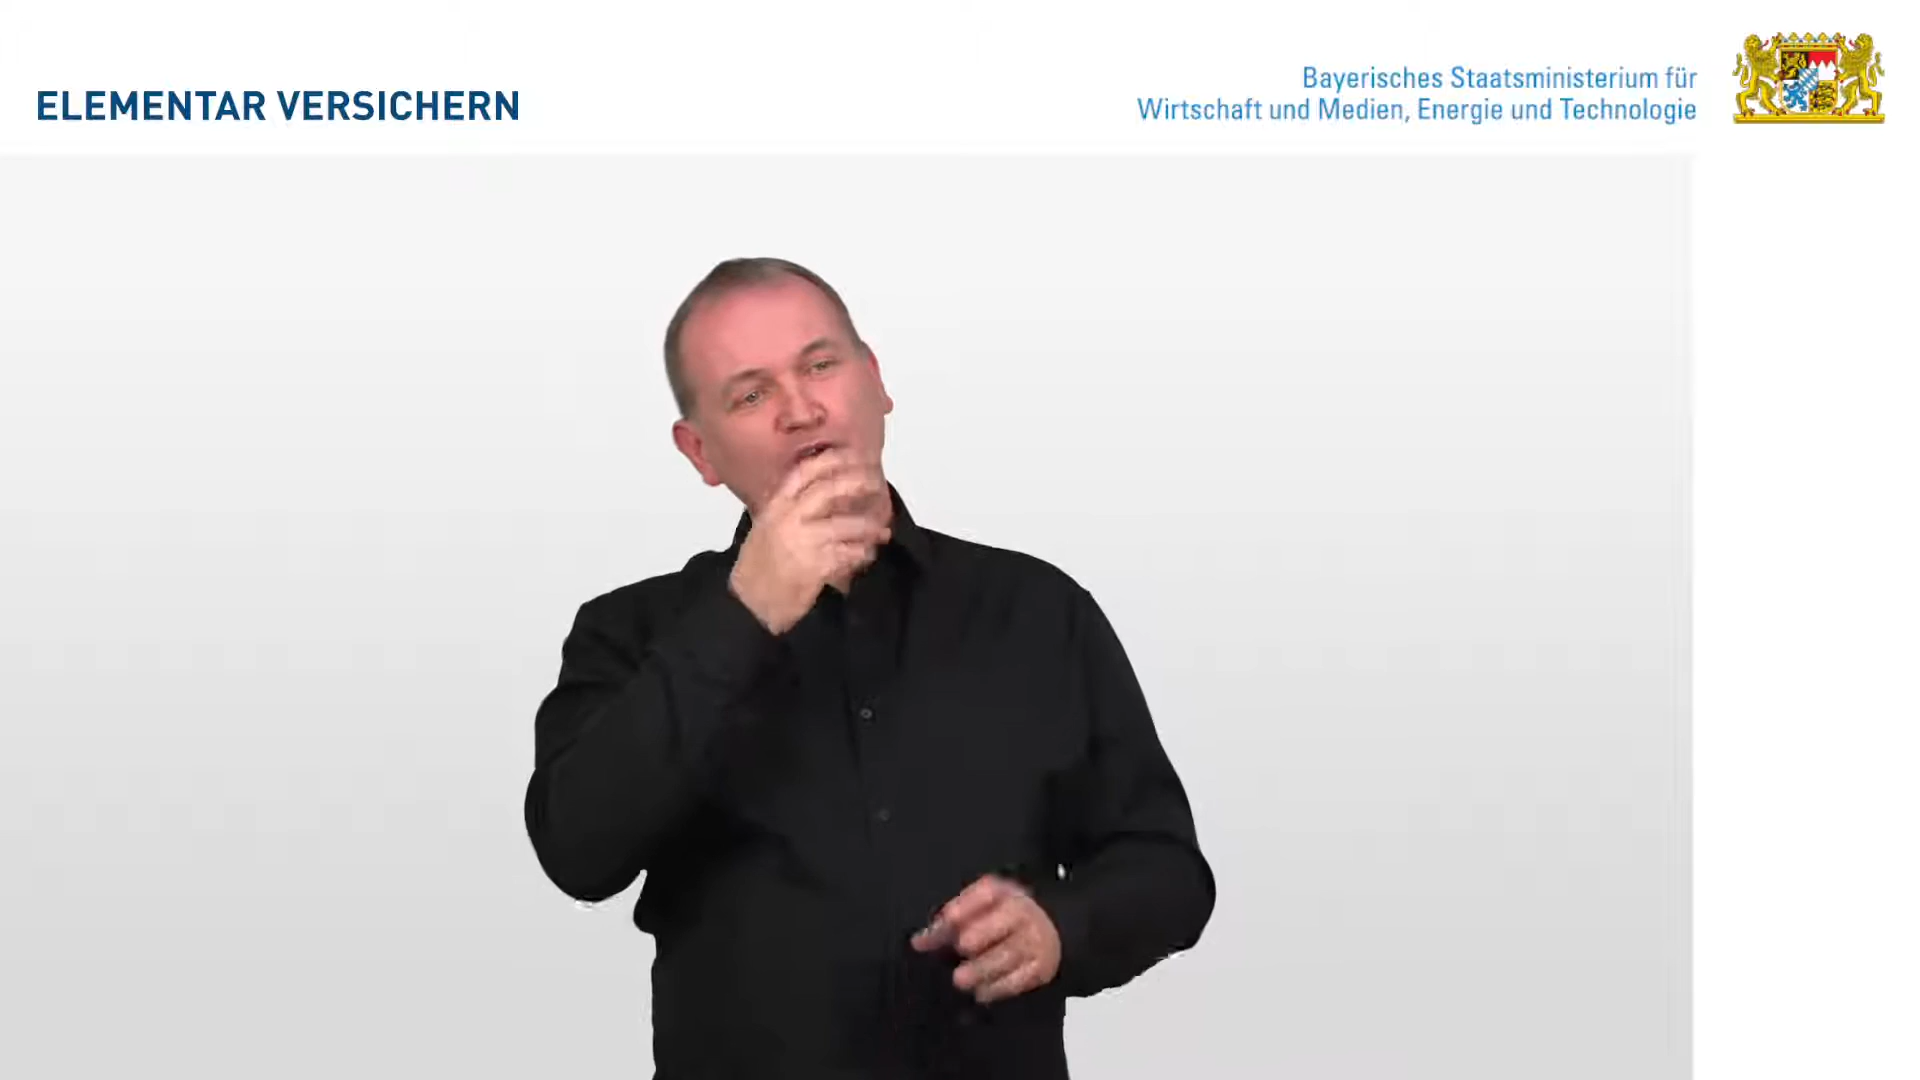 ELEMENTAR VERSICHERN
Bayerisches Staatsministerium für
Wirtschaft und Medien, Energie und Technologie